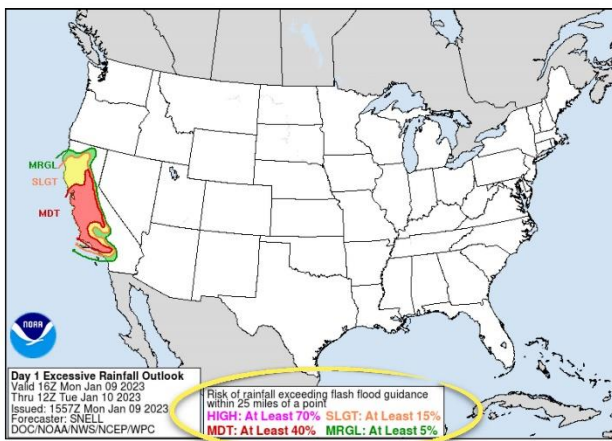 MRGL
SLGT
MDT
NOAA
Day 1 Excessive Rainfall Outlook
Valid 16Z Mon Jan 09 2023
Thru 12Z Tue Jan 10 2023
Issued: 1557Z Mon Jan 09 2023
Forecaster: SNELL
DOC/NOAA/NWS/NCEP/WPC
Risk of rainfall exceeding flash flood guidance
within 25 miles of a point
HIGH: At Least 70% SLGT: At Least 15%
MDT: At Least 40% MRGL: At Least 5%